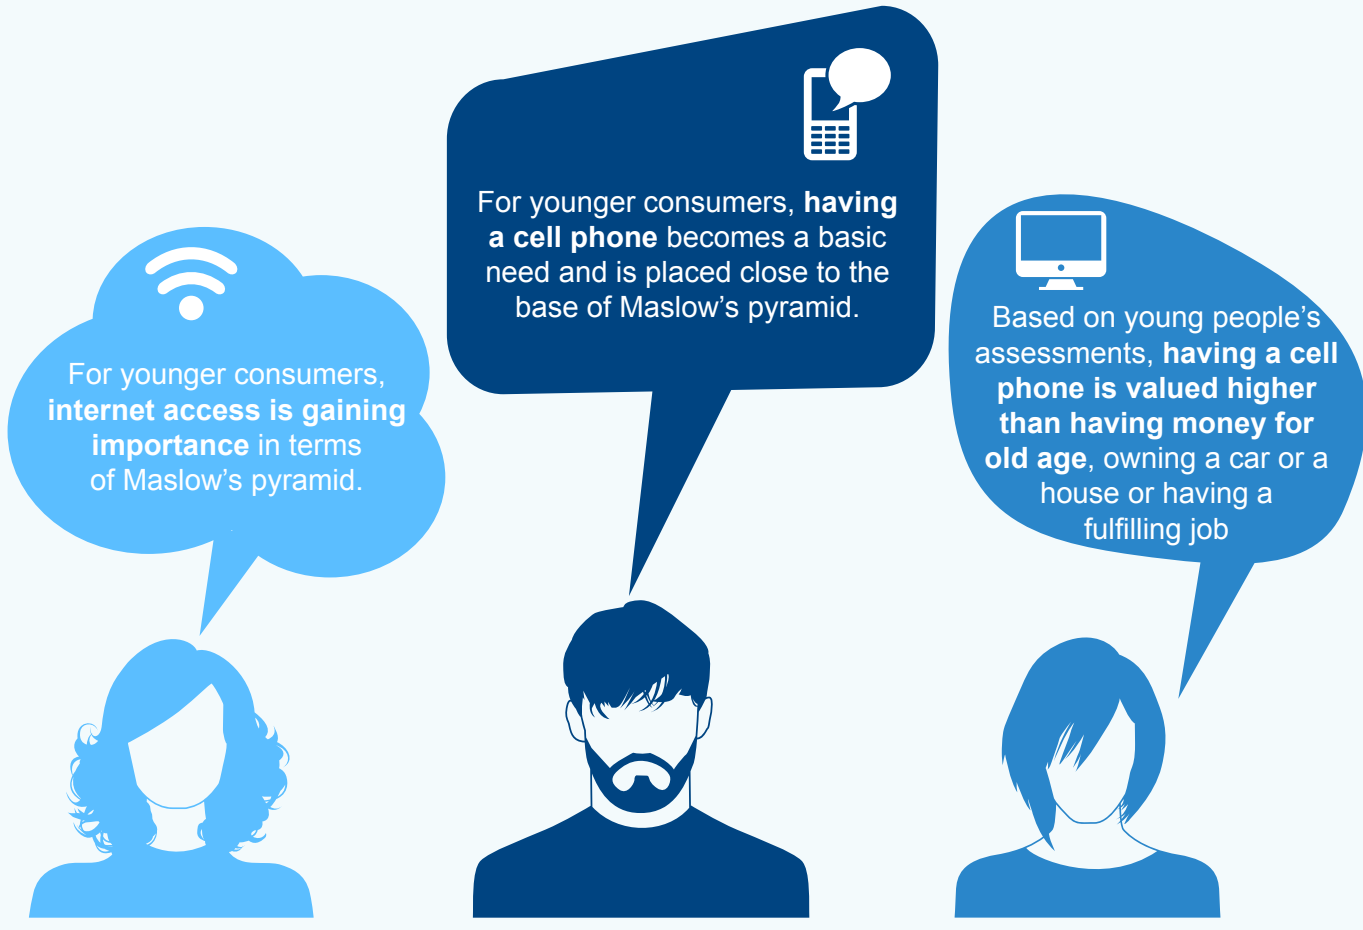 For younger consumers,
internet access is gaining
importance in terms
of Maslow’s pyramid.
For younger consumers, having
a cell phone becomes a basic
need and is placed close to the
base of Maslow’s pyramid.
Based on young people’s
assessments, having a cell
phone is valued higher
than having money for
old age, owning a car or a
house or having a
fulfilling job